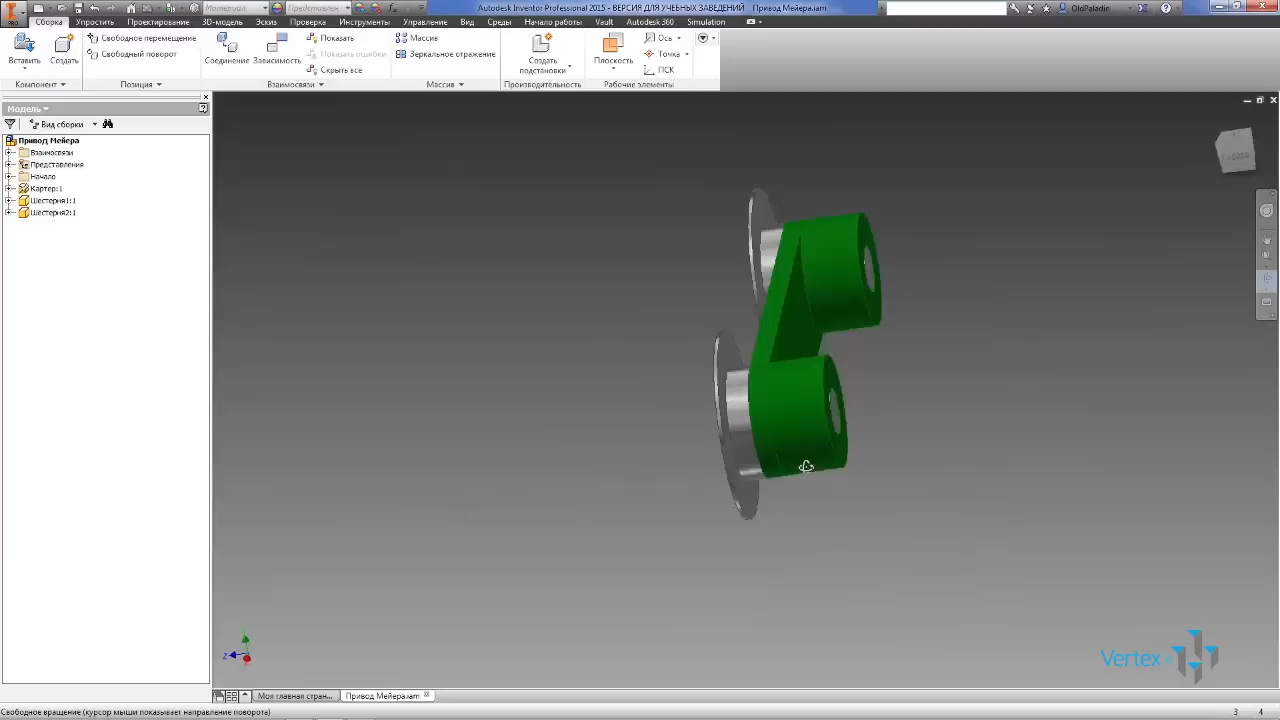 Материал
Представлен
Autodesk Inventor Professional 2015 - ВЕРСИЯ ДЛЯ УЧЕБНЫХ ЗАВЕДЕНИЙ Привод Мейера.iam
OldPaladin
PRO
Сборка Упростить Проектирование 3D-модель Эскиз Проверка Инструменты Управление Вид Среды Начало работы Vault Autodesk 360 Simulation
Вставить
Создать
Свободное перемещение
Свободный поворот
Соединение
Зависимость
Показать
Показать ошибки
Скрыть все
Массив
Зеркальное отражение
Создать подстановки
Плоскость
Ось
Точка
ПСК
Компонент Позиция Взаимосвязи Массив Производительность Рабочие элементы
Модель
Вид сборки
Привод Мейера
Взаимосвязи
Представления
Начало
Картер:1
Шестерня1:1
Шестерня2:1
Z
Vertex
Моя главная стран... Привод Мейера.iam
Свободное вращение (курсор мыши показывает направление поворота)
3 4